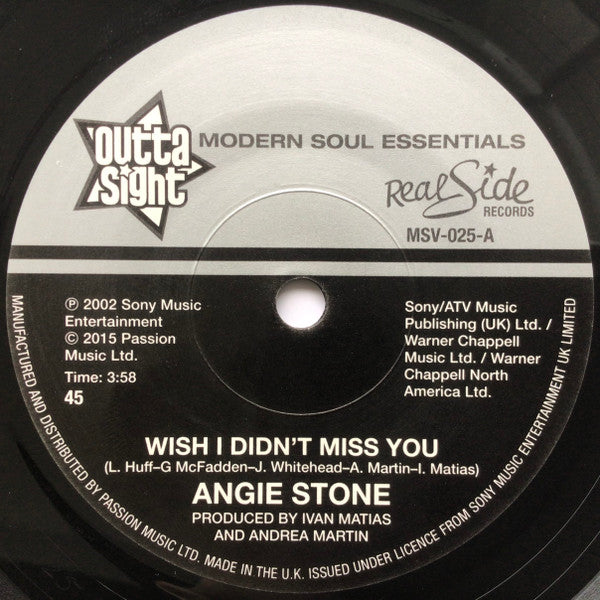 outta
Sight
MODERN SOUL ESSENTIALS
Real Side
RECORDS
MSV-025-A
℗ 2002 Sony Music
Entertainment
© 2015 Passion
Music Ltd.
Time: 3:58
45
Sony/ATV Music
Publishing (UK) Ltd. /
Warner Chappell
Music Ltd. / Warner
Chappell North
America Ltd.
WISH I DIDN'T MISS YOU
(L. Huff–G McFadden–J. Whitehead–A. Martin–I. Matias)
ANGIE STONE
PRODUCED BY IVAN MATIAS
AND ANDREA MARTIN
MANUFACTURED AND DISTRIBUTED BY PASSION MUSIC LTD. MADE IN THE U.K. ISSUED UNDER LICENCE FROM SONY MUSIC ENTERTAINMENT UK LIMITED